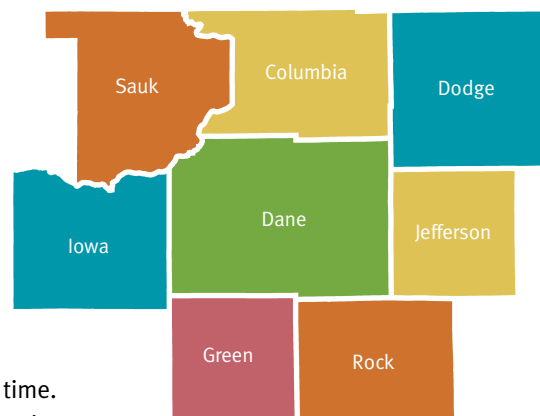 Sauk
Columbia
Dodge
Iowa
Dane
Jefferson
Green
Rock
time.